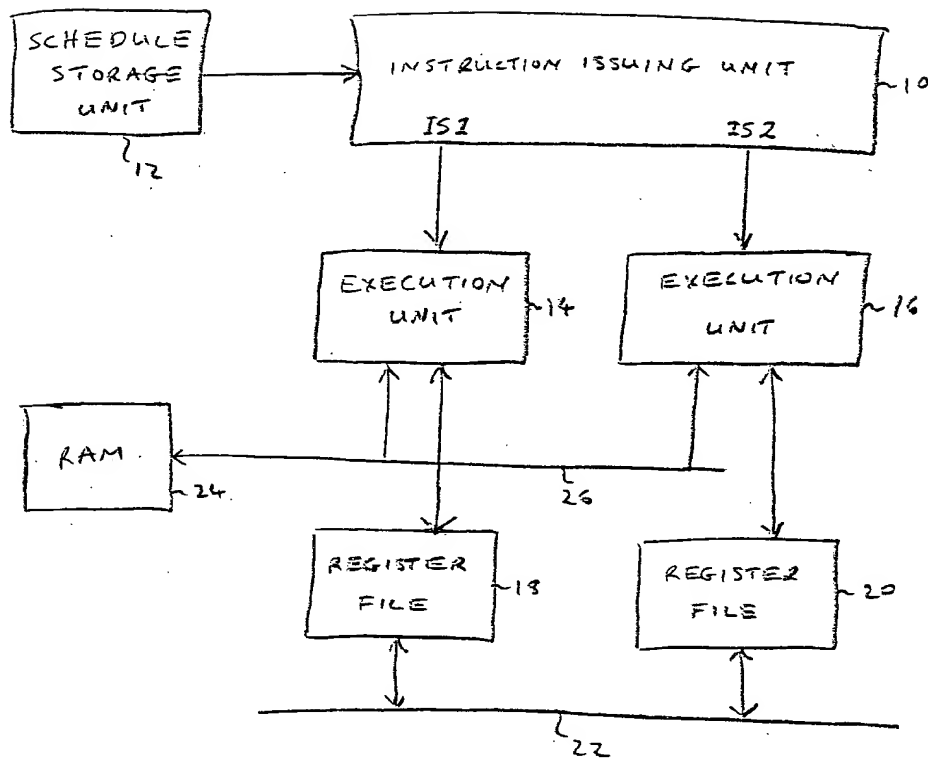 SCHEDULE
STORAGE
UNIT
12
INSTRUCTION ISSUING UNIT
IS1
IS2
10
EXECUTION
UNIT
14
EXECUTION
UNIT
16
RAM
24
26
REGISTER
FILE
18
REGISTER
FILE
20
22